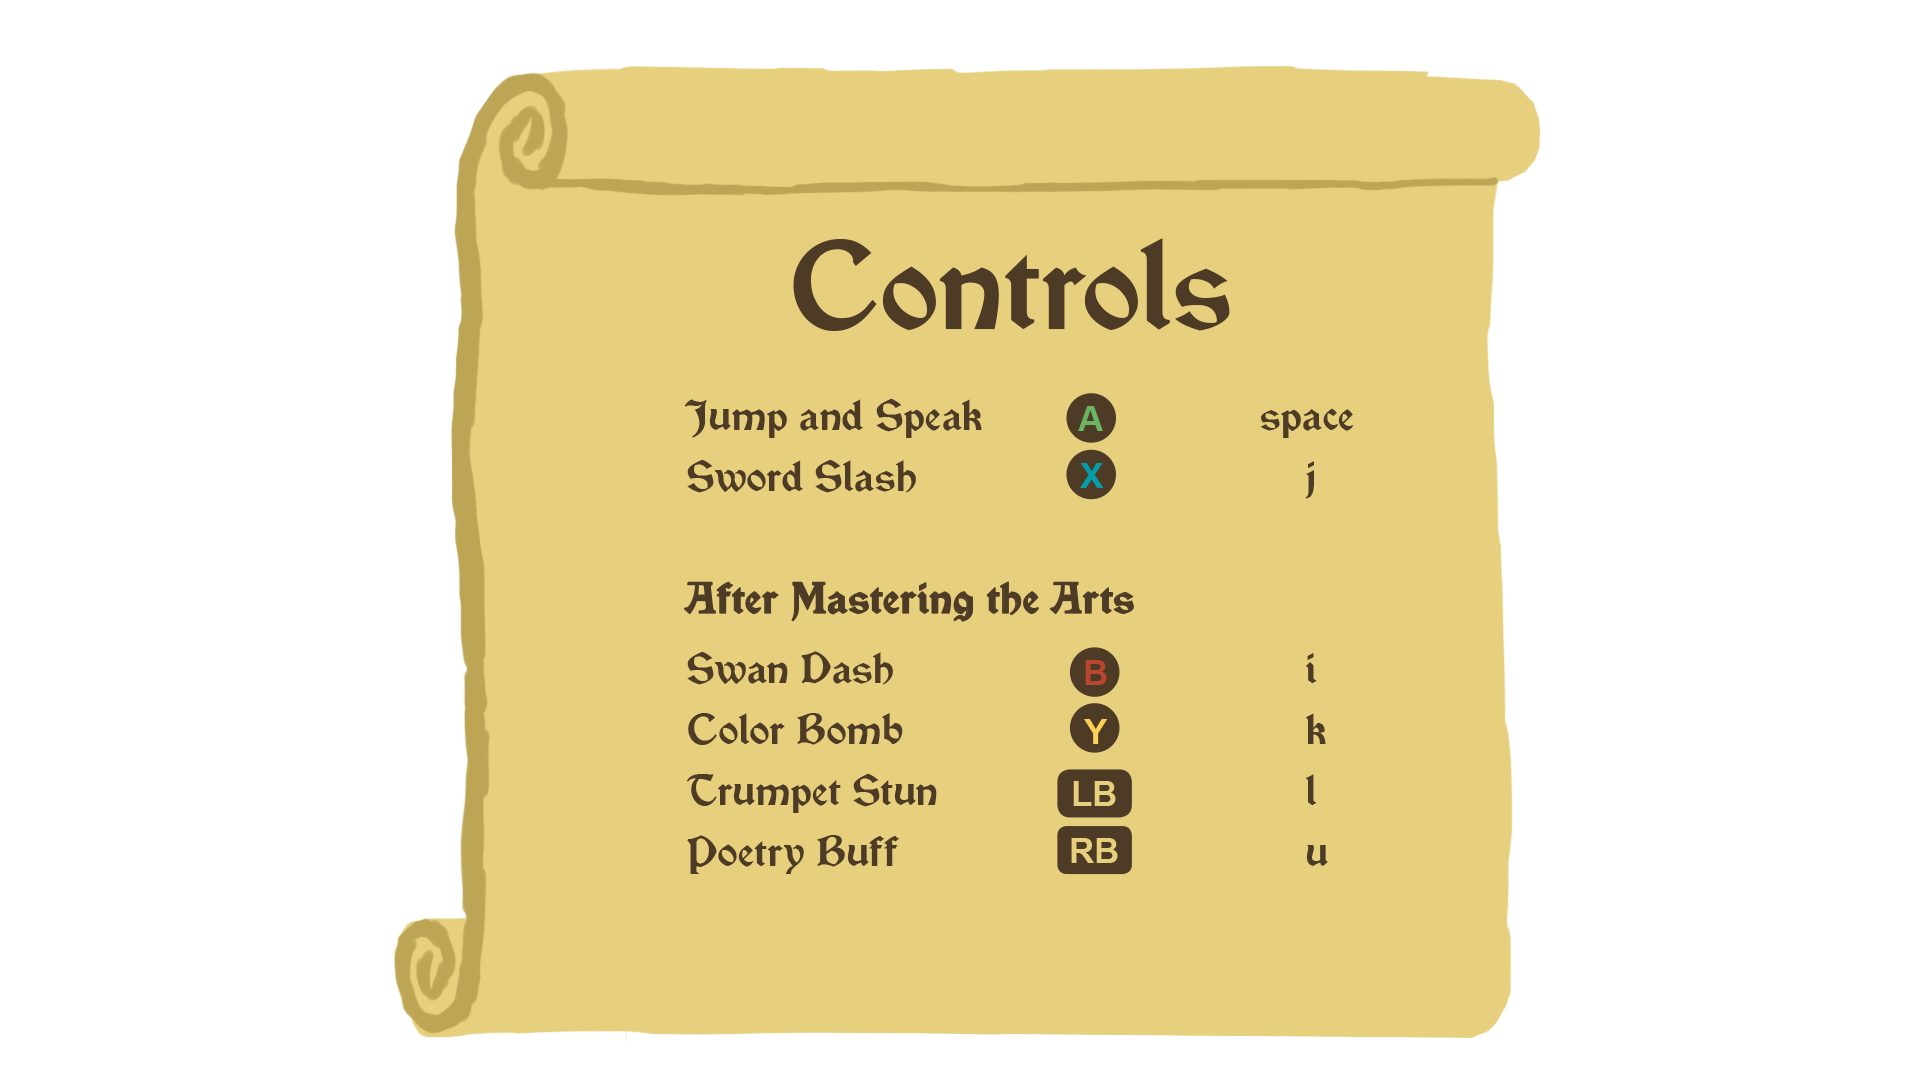 Controls
Jump and Speak A space
Sword Slash X j
After Mastering the Arts
Swan Dash B i
Color Bomb Y k
Trumpet Stun LB l
Poetry Buff RB u